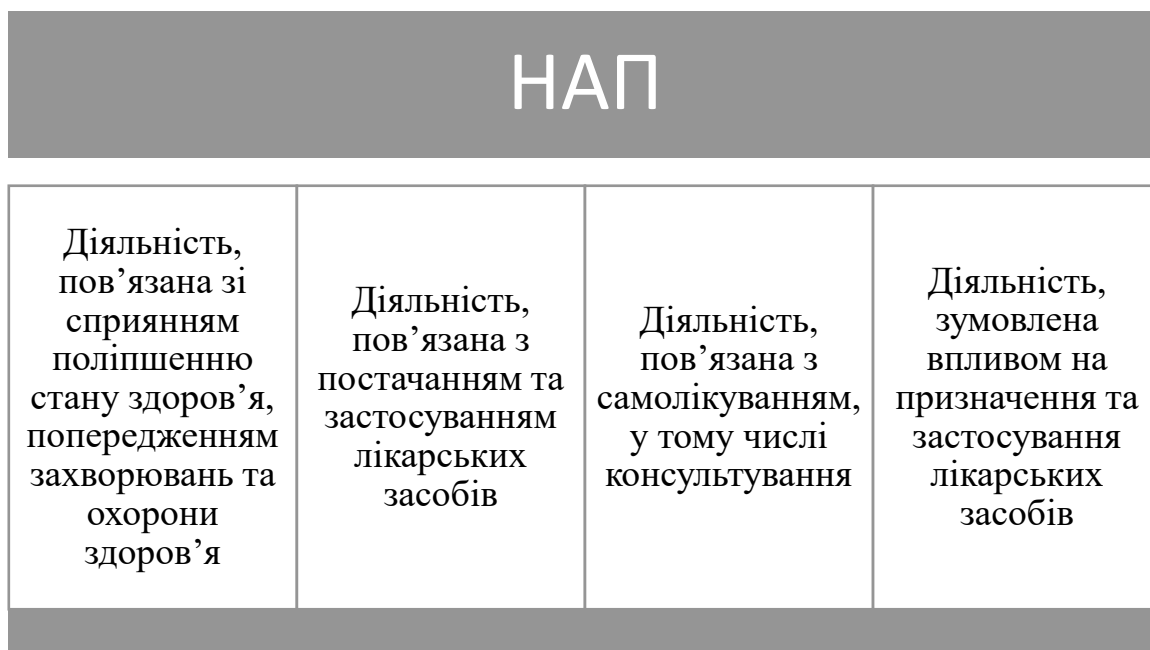 НАП
Діяльність,
пов’язана зі
сприянням
поліпшенню
стану здоров’я,
попередженням
захворювань та
охорони
здоров’я
Діяльність,
пов’язана з
постачанням та
застосуванням
лікарських
засобів
Діяльність,
пов’язана з
самолікуванням,
у тому числі
консультування
Діяльність,
зумовлена
впливом на
призначення та
застосування
лікарських
засобів